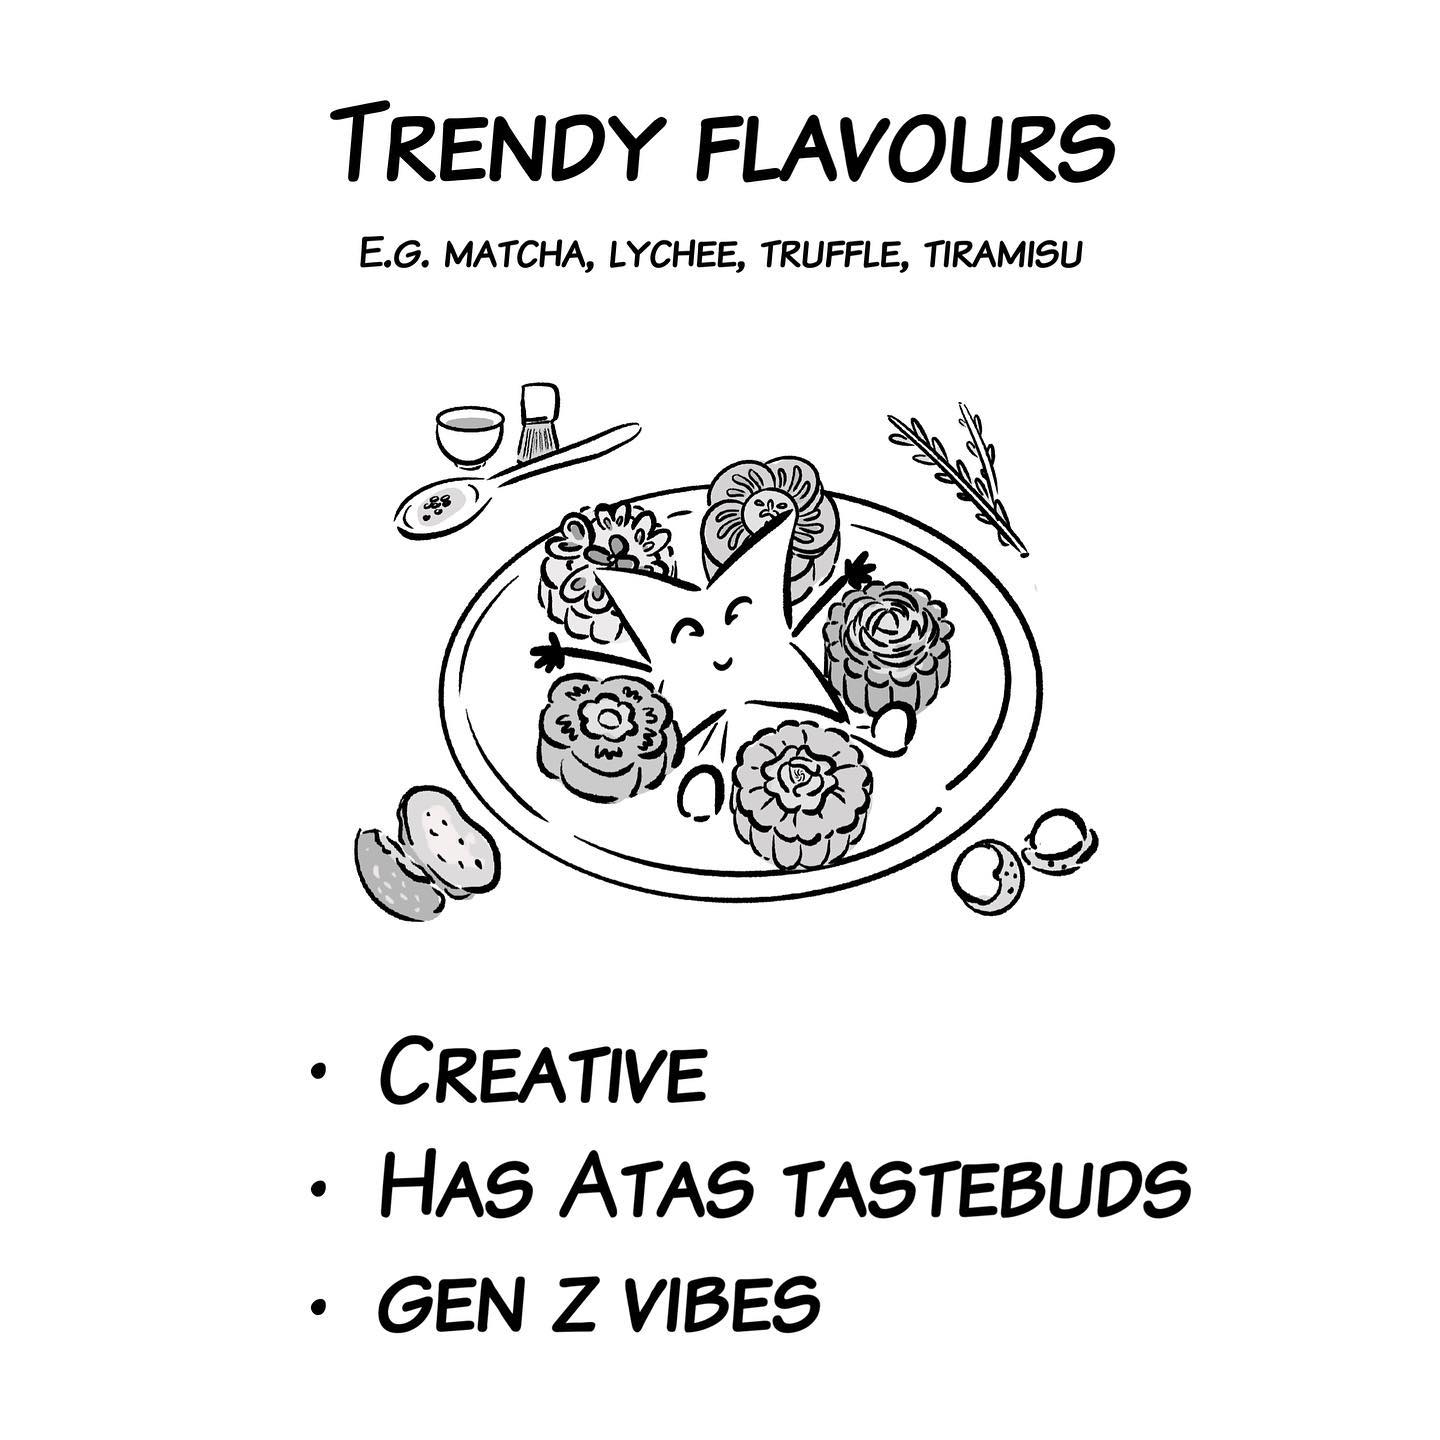 Trendy flavours
E.g. matcha, lychee, truffle, tiramisu
• Creative
• Has Atas tastebuds
• gen Z vibes